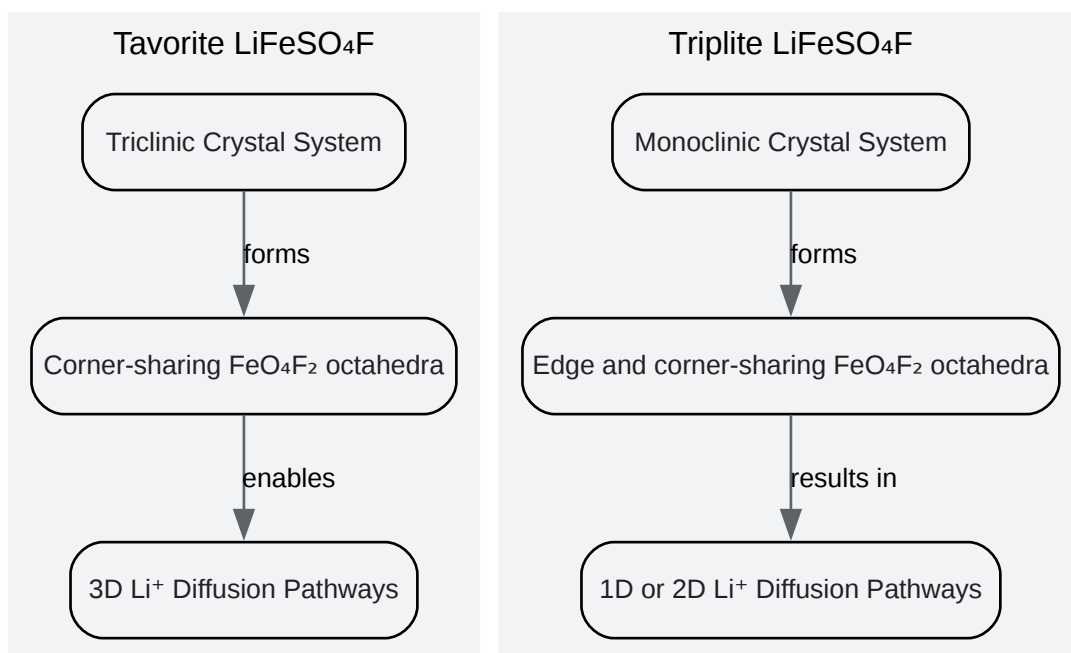 Tavorite LiFeSO₄F
Triclinic Crystal System
forms
Corner-sharing FeO₄F₂ octahedra
enables
3D Li⁺ Diffusion Pathways
Triplite LiFeSO₄F
Monoclinic Crystal System
forms
Edge and corner-sharing FeO₄F₂ octahedra
results in
1D or 2D Li⁺ Diffusion Pathways